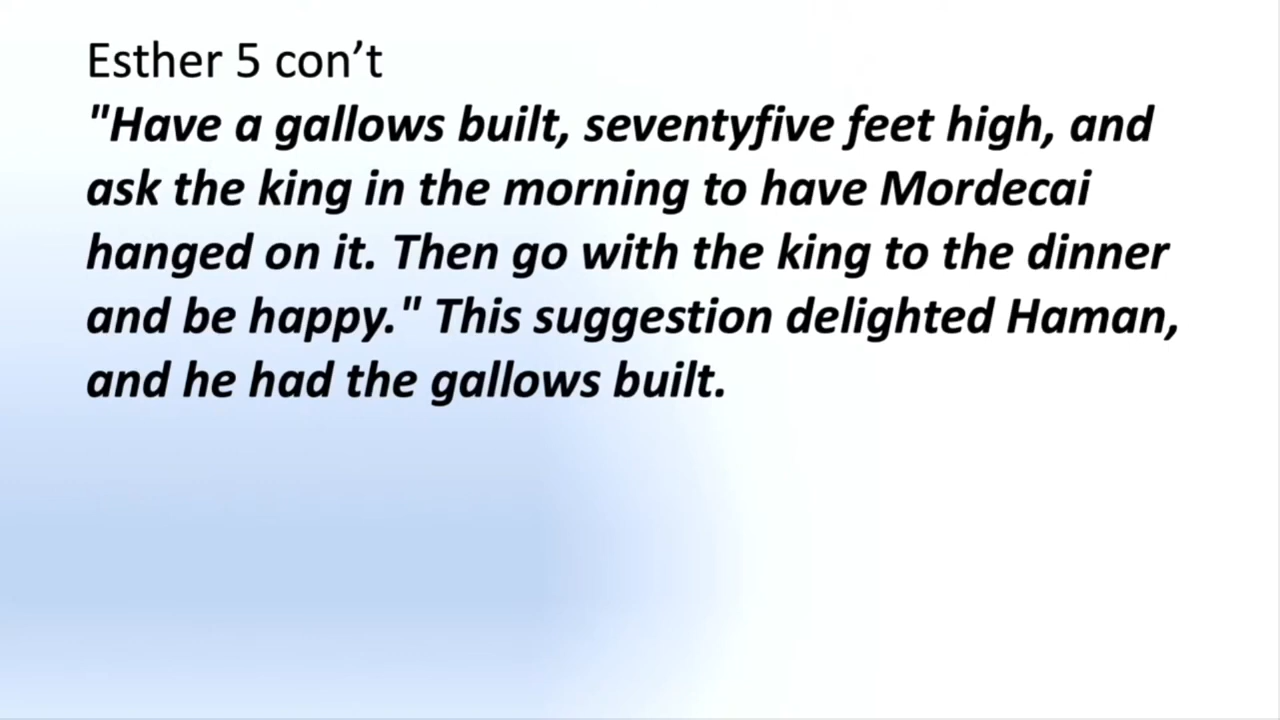 Esther 5 con’t
"Have a gallows built, seventyfive feet high, and
ask the king in the morning to have Mordecai
hanged on it. Then go with the king to the dinner
and be happy." This suggestion delighted Haman,
and he had the gallows built.